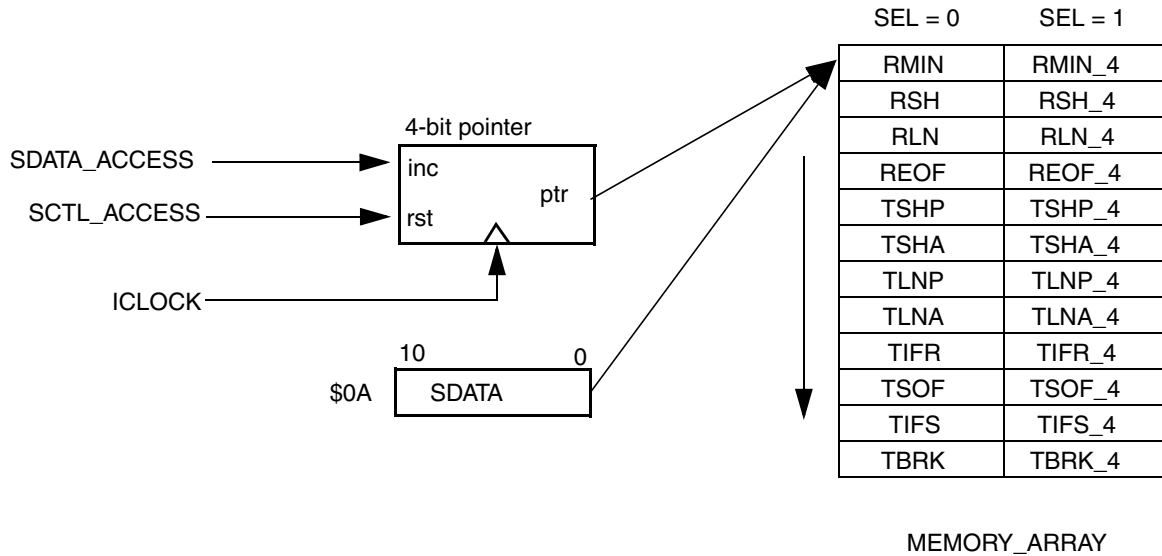 SEL = 0 SEL = 1
RMIN RMIN_4
RSH RSH_4
RLN RLN_4
REOF REOF_4
TSHP TSHP_4
TSHA TSHA_4
TLNP TLNP_4
TLNA TLNA_4
TIFR TIFR_4
TSOF TSOF_4
TIFS TIFS_4
TBRK TBRK_4
MEMORY_ARRAY
4-bit pointer
SDATA_ACCESS inc
ptr
SCTL_ACCESS rst
ICLOCK
10 0
$0A SDATA